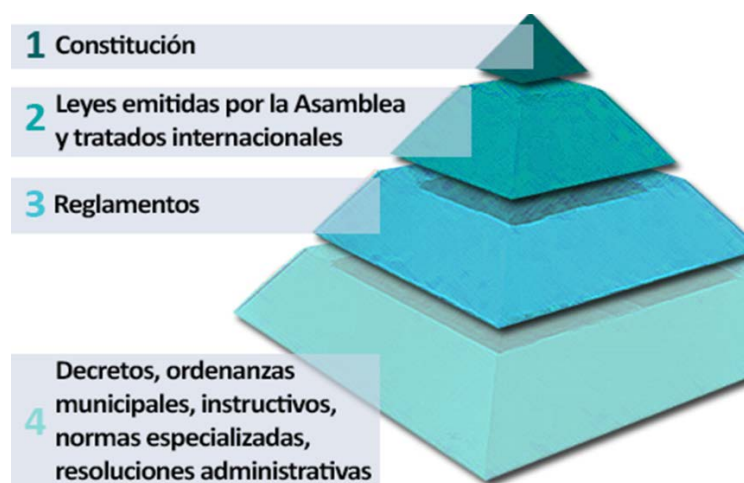 1 Constitución
2 Leyes emitidas por la Asamblea
y tratados internacionales
3 Reglamentos
4 Decretos, ordenanzas
municipales, instructivos,
normas especializadas,
resoluciones administrativas